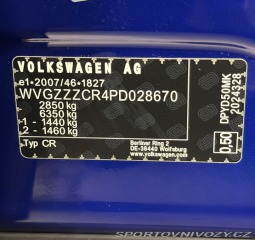 VOLKSWAGEN AG
e1*2007/46*1827
WVGZZZCR4PD028670
2850 kg
6350 kg
1 - 1440 kg
2 - 1460 kg
Typ CR
Berliner Ring 2
DE-38440 Wolfsburg
www.volkswagen.com
0,50
DPYD50MK
2024328
SPORTOVNIVOZY.CZ